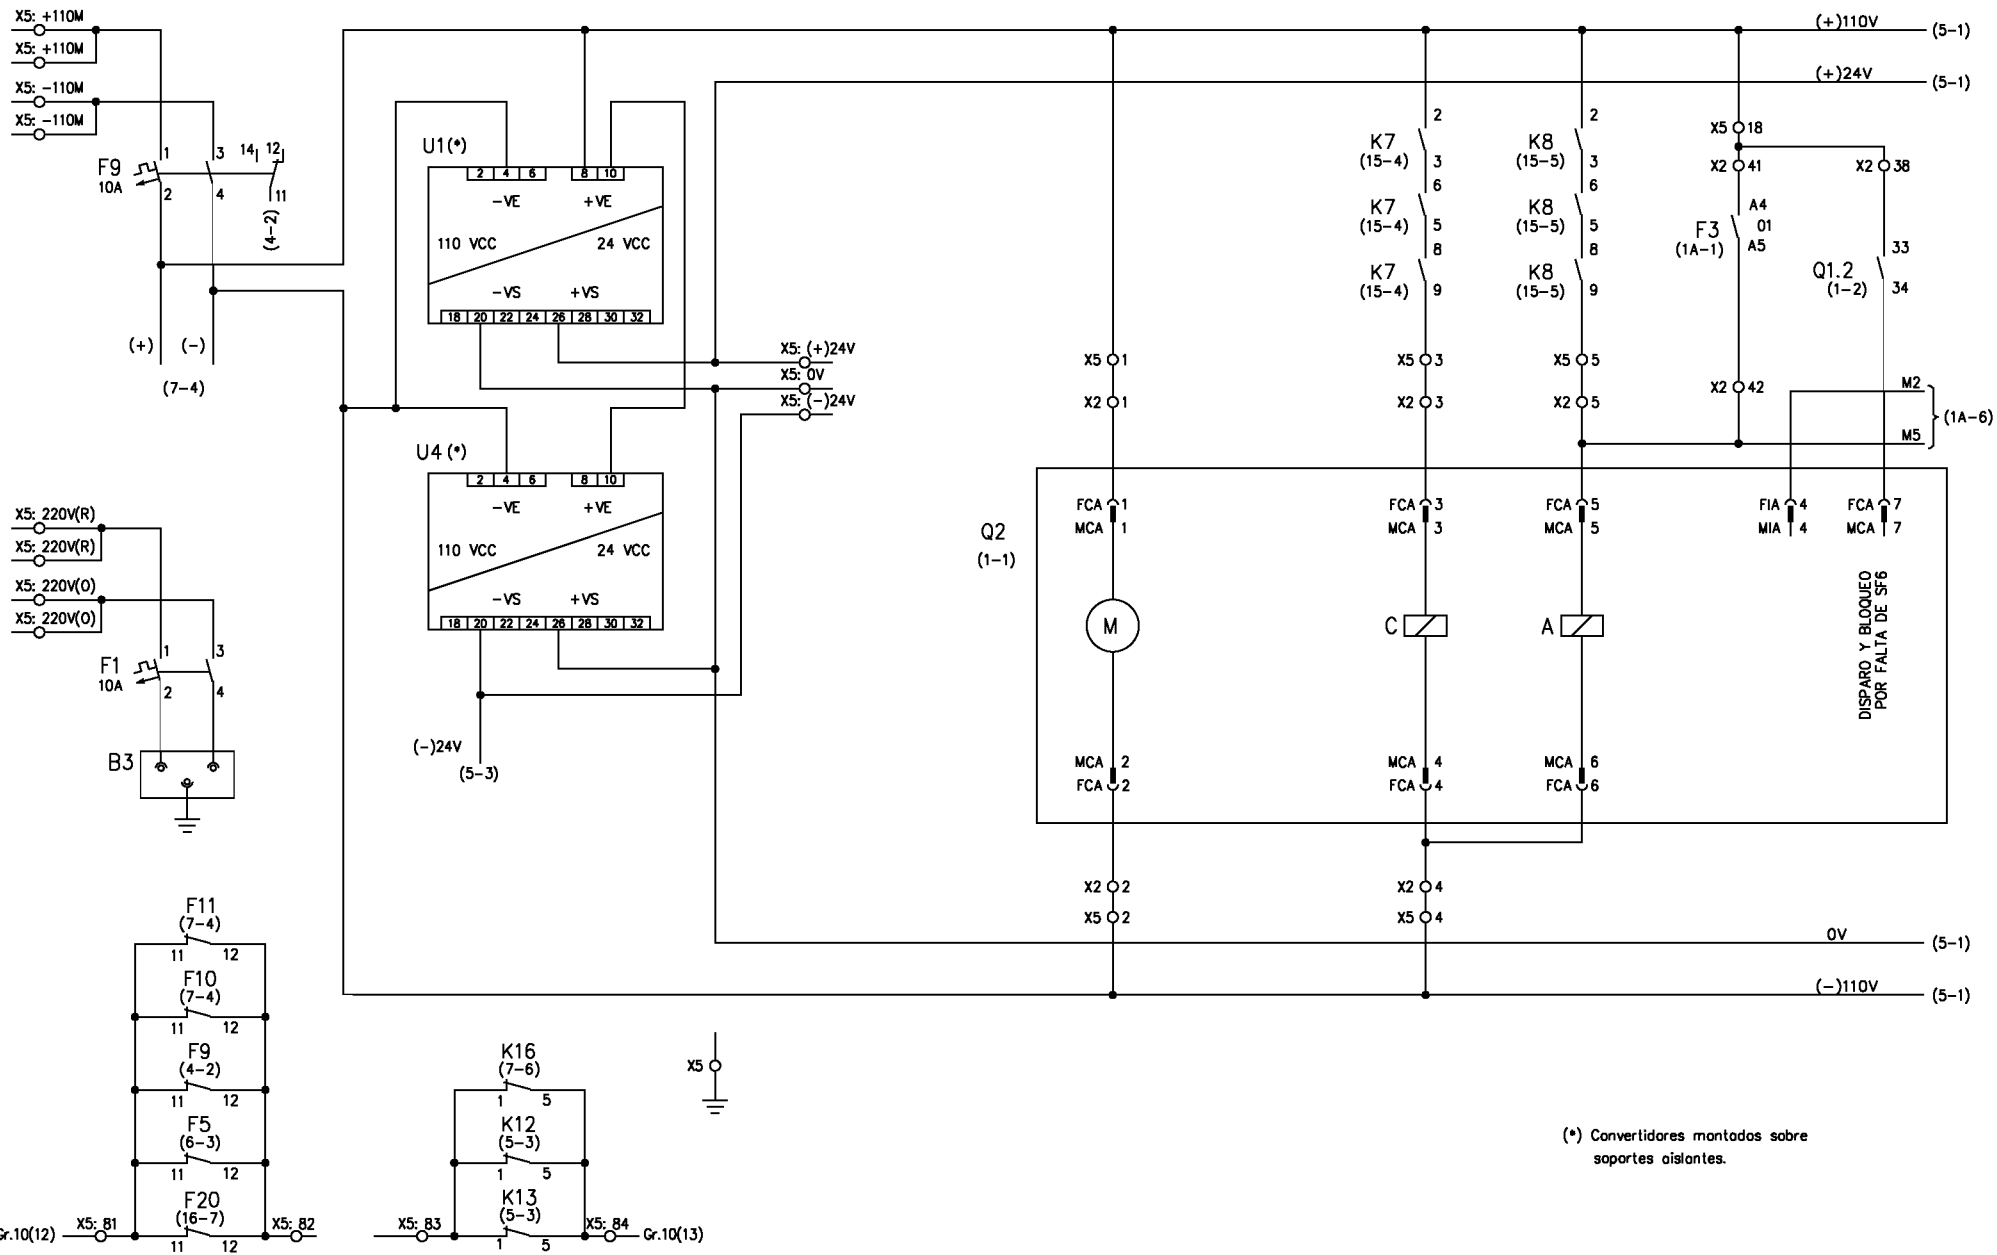 X5: +110M
X5: +110M
X5: -110M
X5: -110M
F9
10A
1
2
3
4
14
12
11
(4-2)
(+)
(-)
(7-4)
X5: 220V(R)
X5: 220V(R)
X5: 220V(O)
X5: 220V(O)
F1
10A
1
2
3
4
B3
U1(*)
2 4 6 8 10
-VE +VE
110 VCC 24 VCC
-VS +VS
18 20 22 24 26 28 30 32
U4(*)
2 4 6 8 10
-VE +VE
110 VCC 24 VCC
-VS +VS
18 20 22 24 26 28 30 32
(-)24V
(5-3)
X5: (+)24V
X5: 0V
X5: (-)24V
(+)110V (5-1)
(+)24V (5-1)
K7
(15-4)
2
3
K7
(15-4)
6
5
K7
(15-4)
8
9
K8
(15-5)
2
3
K8
(15-5)
6
5
K8
(15-5)
8
9
X5 18
X2 41
X2 38
F3
(1A-1)
A4
01
A5
Q1.2
(1-2)
33
34
X5 1
X2 1
X5 3
X2 3
X5 5
X2 5
X2 42
M2
M5
(1A-6)
Q2
(1-1)
FCA 1
MCA 1
FCA 3
MCA 3
FCA 5
MCA 5
FIA 4
MIA 4
FCA 7
MCA 7
M
C
A
DISPARO Y BLOQUEO
POR FALTA DE SF6
MCA 2
FCA 2
MCA 4
FCA 4
MCA 6
FCA 6
X2 2
X5 2
X2 4
X5 4
0V (5-1)
(-)110V (5-1)
F11
(7-4)
11 12
F10
(7-4)
11 12
F9
(4-2)
11 12
F5
(6-3)
11 12
F20
(16-7)
11 12
Gr.10(12)
X5: 81
X5: 82
K16
(7-6)
1 5
K12
(5-3)
1 5
K13
(5-3)
1 5
X5: 83
X5: 84
Gr.10(13)
X5
(*) Convertidores montados sobre
soportes aislantes.